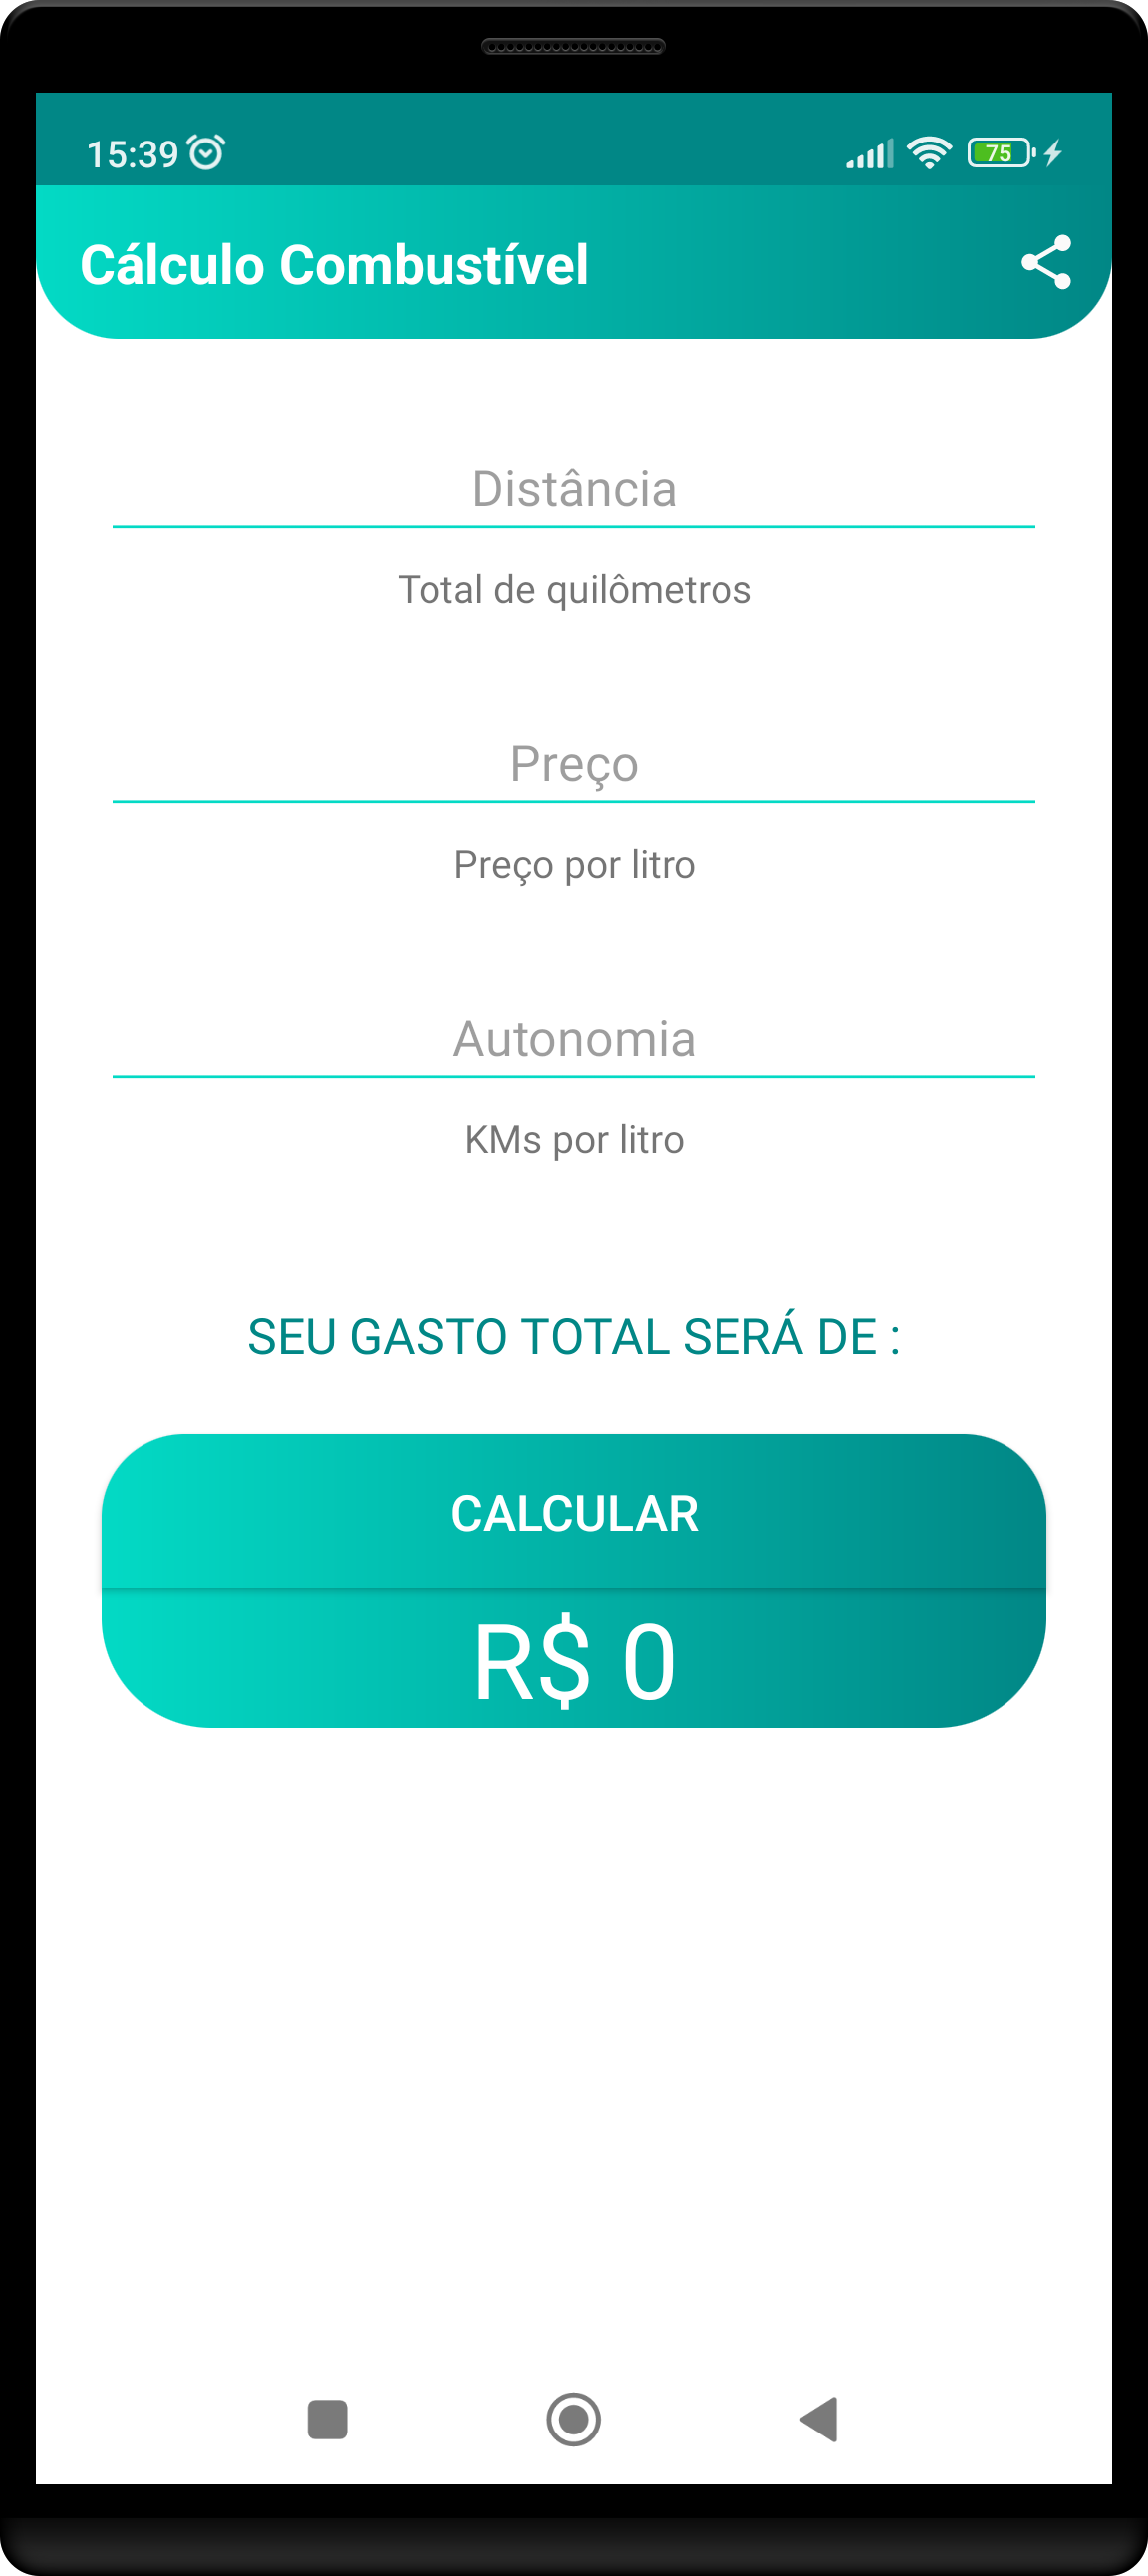 15:39
75
Cálculo Combustível
Distância
Total de quilômetros
Preço
Preço por litro
Autonomia
KMs por litro
SEU GASTO TOTAL SERÁ DE :
CALCULAR
R$ 0